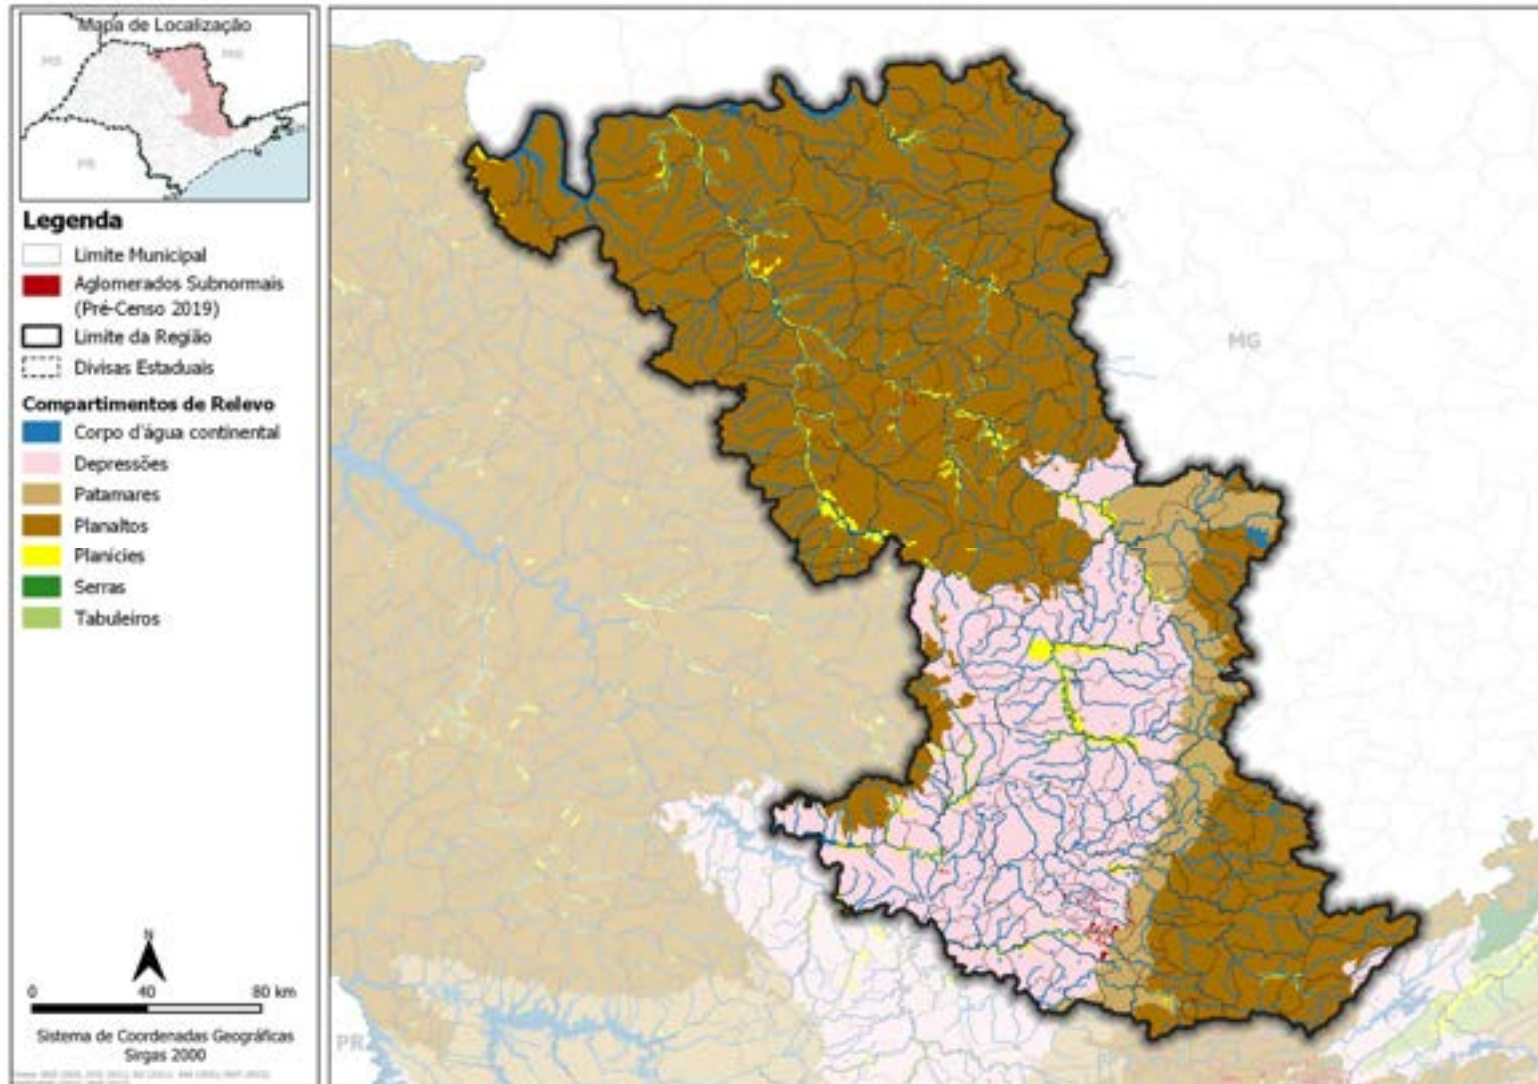 Mapa de Localização
MS
MG
PR
Legenda
Limite Municipal
Aglomerados Subnormais
(Pré-Censo 2019)
Limite da Região
Divisas Estaduais
Compartimentos de Relevo
Corpo d'água continental
Depressões
Patamares
Planaltos
Planícies
Serras
Tabuleiros
N
0 40 80 km
Sistema de Coordenadas Geográficas
Sirgas 2000
MG
PR